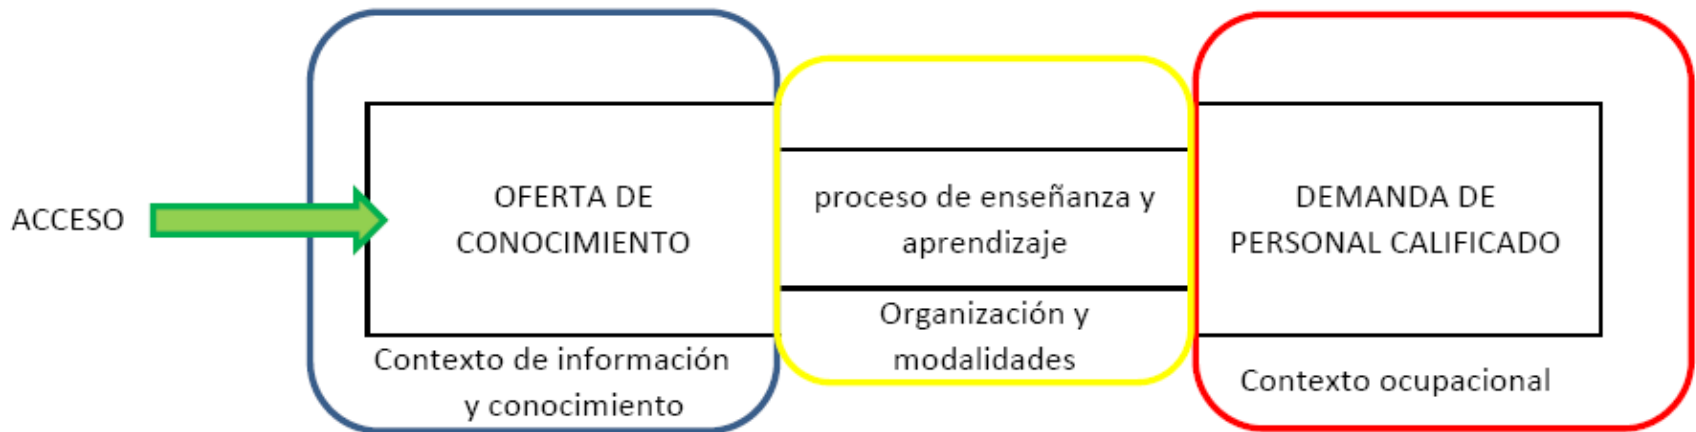 ACCESO
OFERTA DE
CONOCIMIENTO
Contexto de información
y conocimiento
proceso de enseñanza y
aprendizaje
Organización y
modalidades
DEMANDA DE
PERSONAL CALIFICADO
Contexto ocupacional